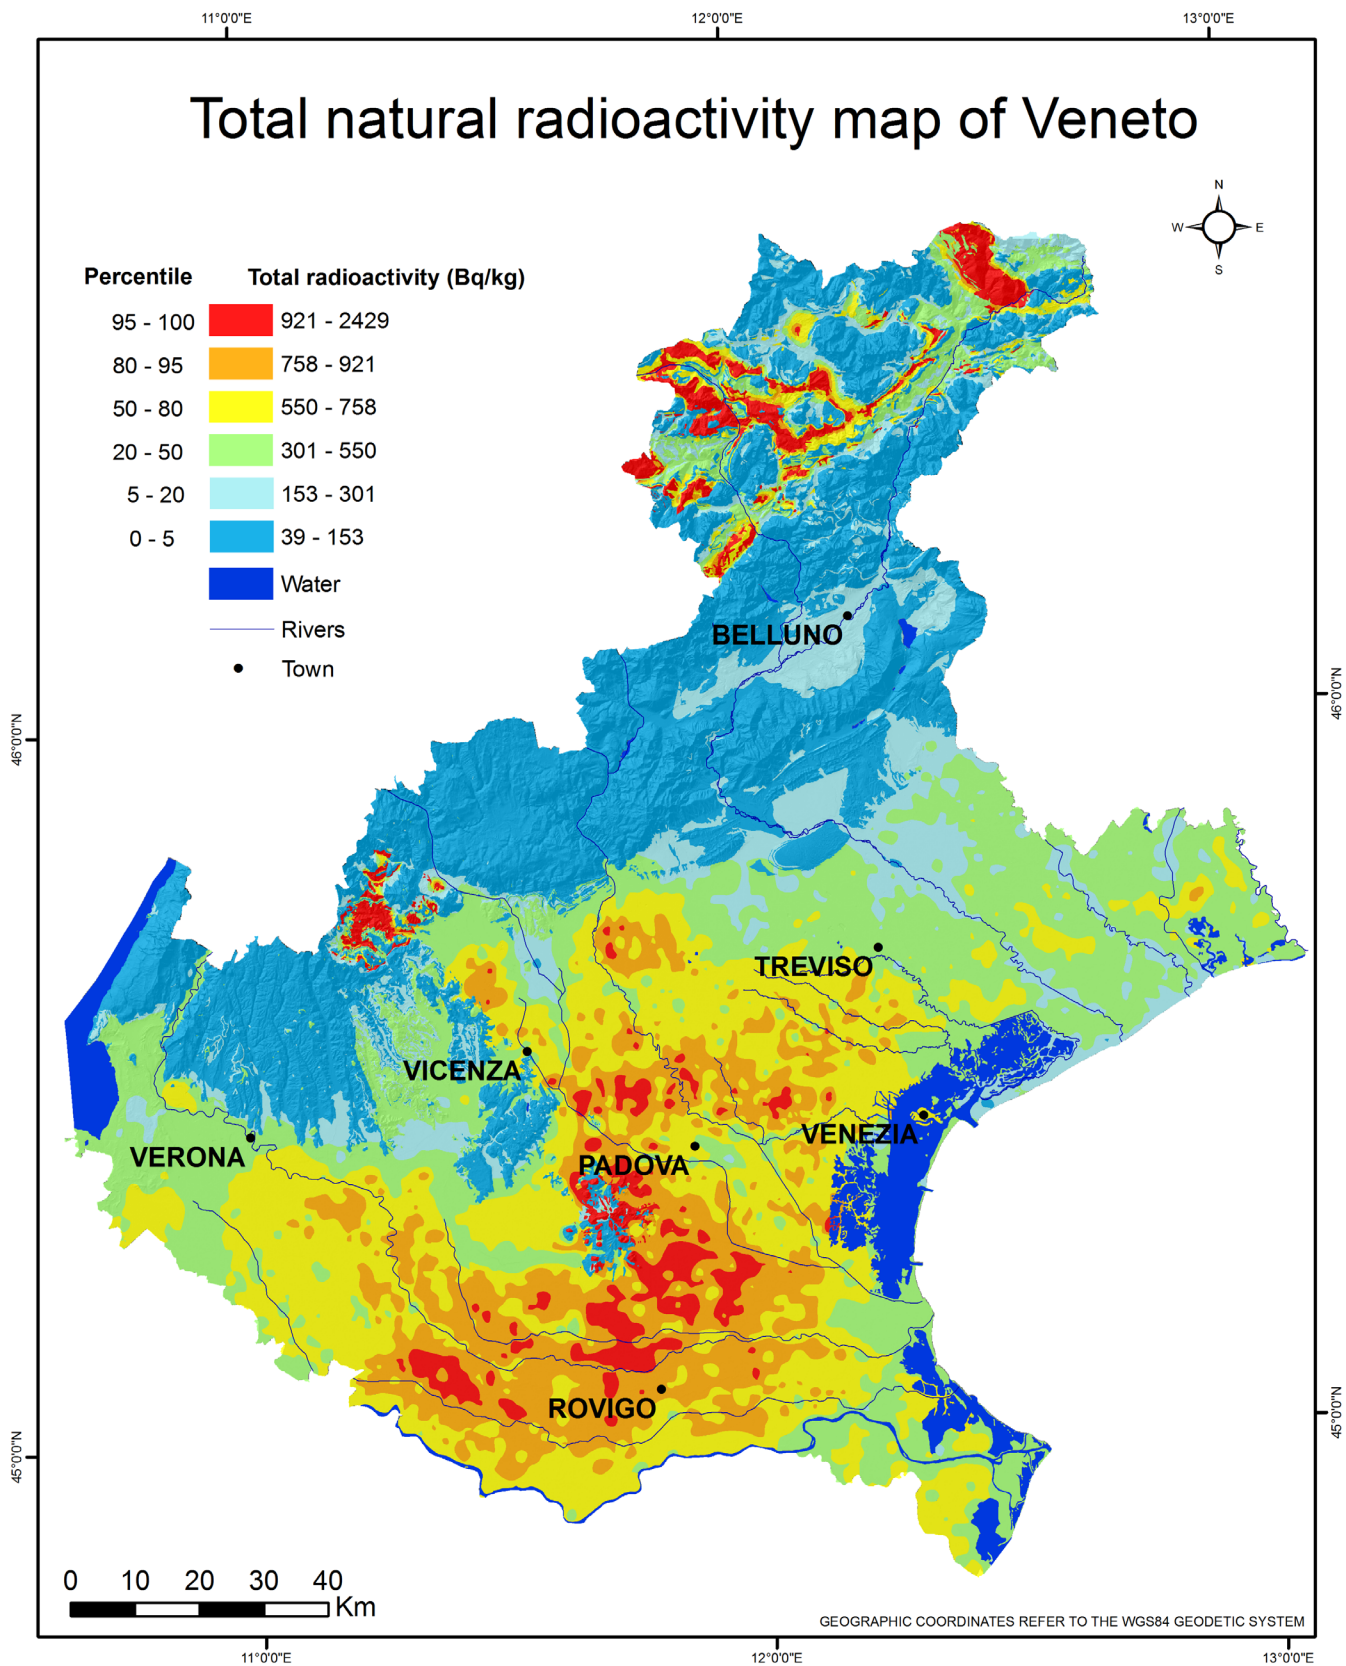 11°0'0"E 12°0'0"E 13°0'0"E
Total natural radioactivity map of Veneto
N
W E
S
Percentile Total radioactivity (Bq/kg)
95 - 100 921 - 2429
80 - 95 758 - 921
50 - 80 550 - 758
20 - 50 301 - 550
5 - 20 153 - 301
0 - 5 39 - 153
Water
Rivers
Town
BELLUNO
46°0'0"N
46°0'0"N
TREVISO
VICENZA
VENEZIA
VERONA
PADOVA
ROVIGO
45°0'0"N
45°0'0"N
0 10 20 30 40
Km
GEOGRAPHIC COORDINATES REFER TO THE WGS84 GEODETIC SYSTEM
11°0'0"E 12°0'0"E 13°0'0"E